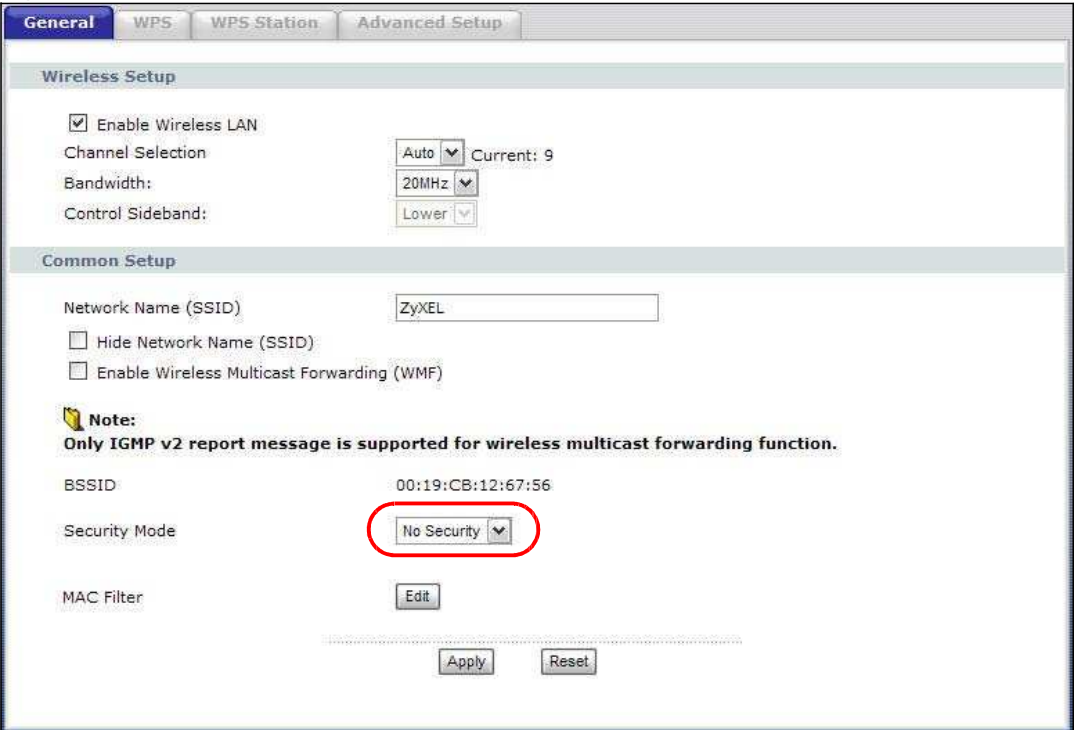 General WPS WPS Station Advanced Setup
Wireless Setup
Enable Wireless LAN
Channel Selection Auto Current: 9
Bandwidth: 20MHz
Control Sideband: Lower
Common Setup
Network Name (SSID) ZyXEL
Hide Network Name (SSID)
Enable Wireless Multicast Forwarding (WMF)
Note:
Only IGMP v2 report message is supported for wireless multicast forwarding function.
BSSID 00:19:CB:12:67:56
Security Mode No Security
MAC Filter Edit
Apply Reset